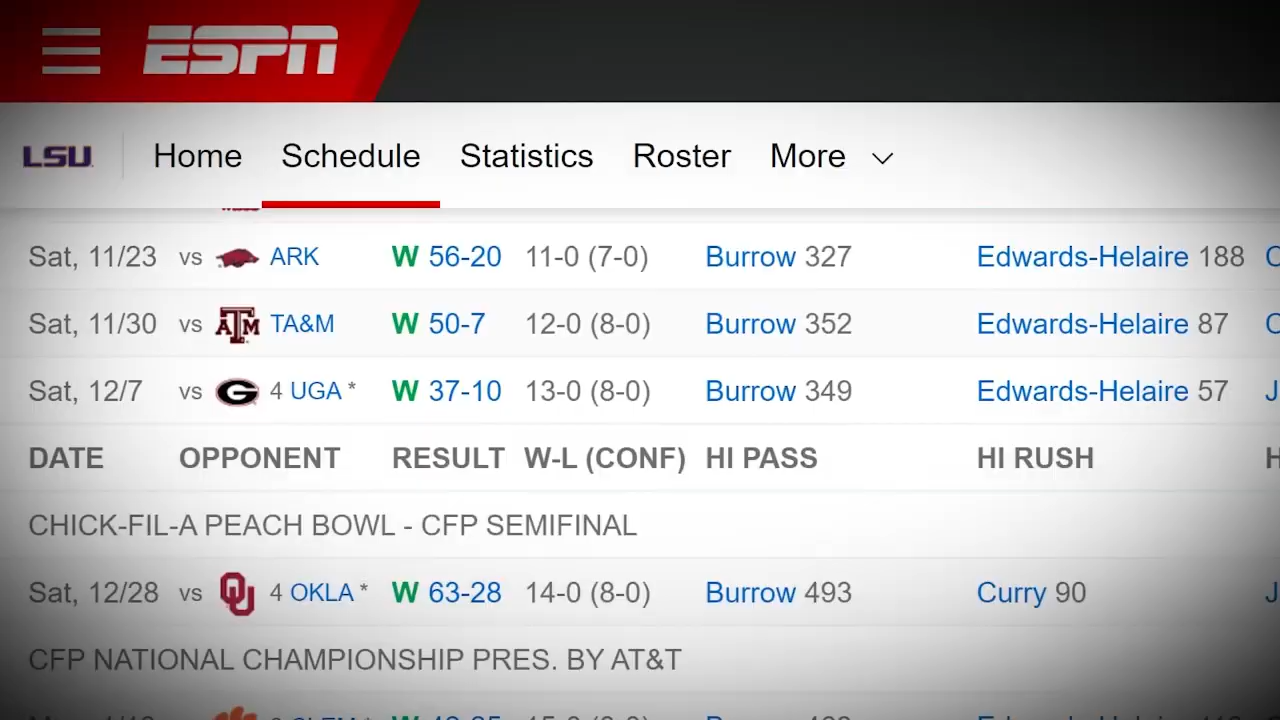 ESPN
LSU Home Schedule Statistics Roster More
Sat, 11/23 vs ARK W 56-20 11-0 (7-0) Burrow 327 Edwards-Helaire 188
Sat, 11/30 vs ATM TA&M W 50-7 12-0 (8-0) Burrow 352 Edwards-Helaire 87
Sat, 12/7 vs G 4 UGA * W 37-10 13-0 (8-0) Burrow 349 Edwards-Helaire 57 J
DATE OPPONENT RESULT W-L (CONF) HI PASS HI RUSH H
CHICK-FIL-A PEACH BOWL - CFP SEMIFINAL
Sat, 12/28 vs OU 4 OKLA * W 63-28 14-0 (8-0) Burrow 493 Curry 90 J
CFP NATIONAL CHAMPIONSHIP PRES. BY AT&T